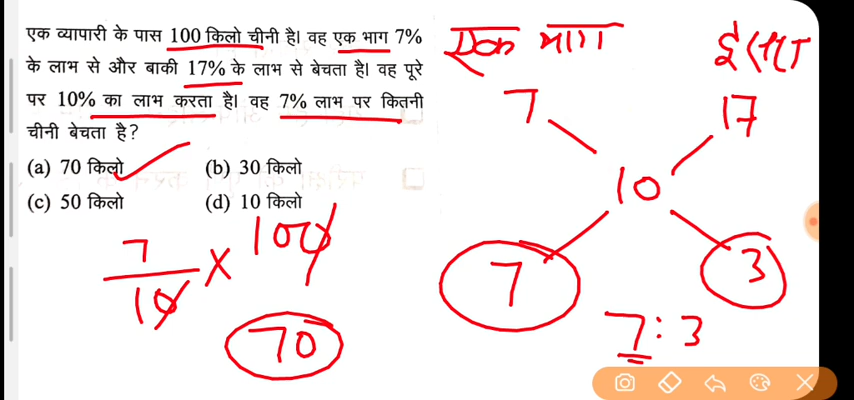 एक व्यापारी के पास 100 किलो चीनी है। वह एक भाग 7%
के लाभ से और बाकी 17% के लाभ से बेचता है। वह पूरे
पर 10% का लाभ करता है। वह 7% लाभ पर कितनी
चीनी बेचता है?
(a) 70 किलो (b) 30 किलो
(c) 50 किलो (d) 10 किलो
7/10 × 100
70
एक भाग
7 17
10
7 3
7 : 3